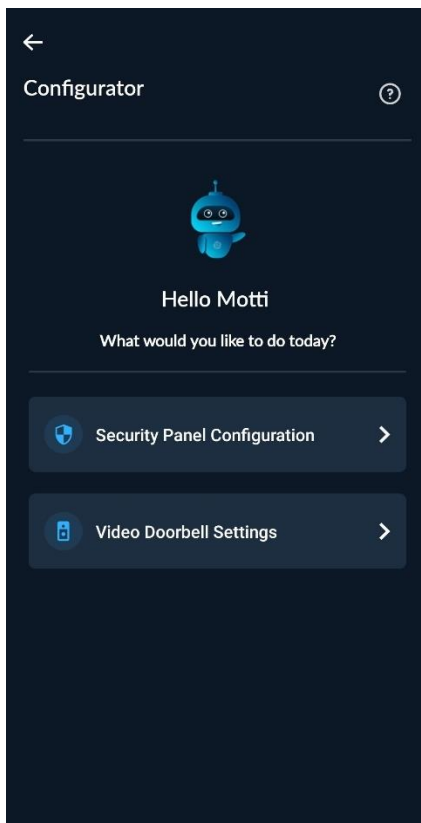 Configurator
Hello Motti
What would you like to do today?
Security Panel Configuration
Video Doorbell Settings